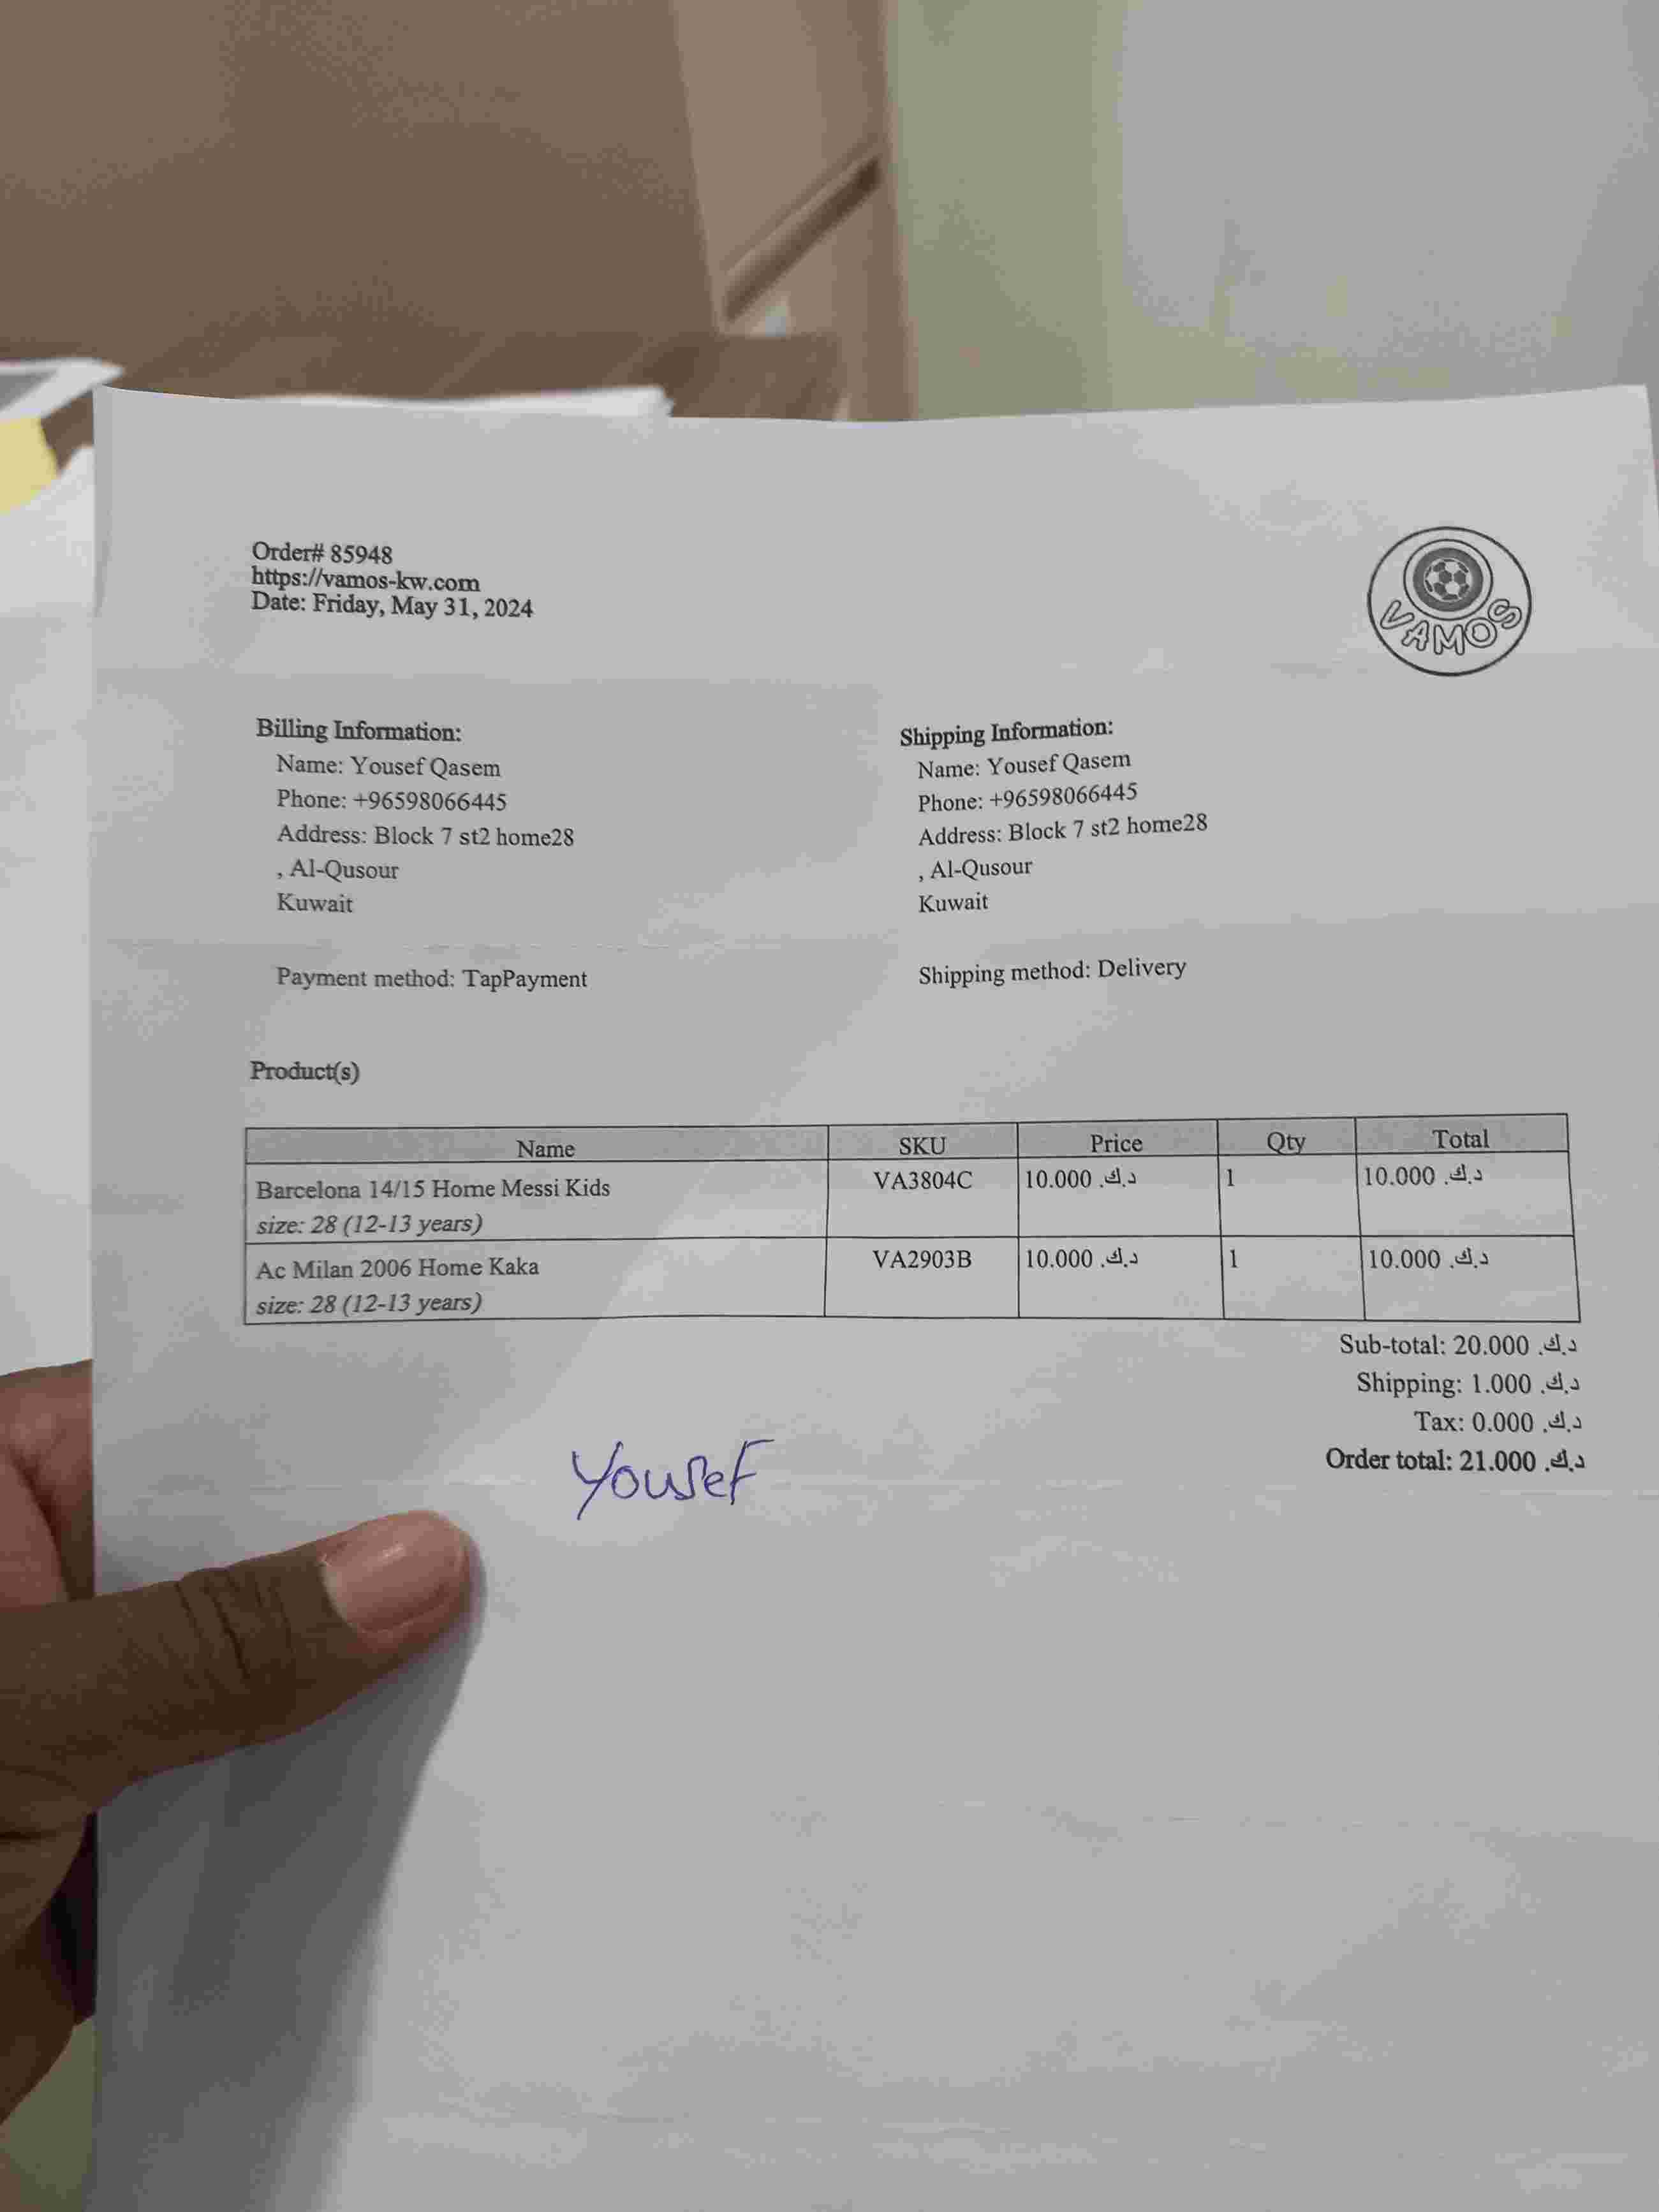 Order# 85948
https://vamos-kw.com
Date: Friday, May 31, 2024
VAMOS
Billing Information:
Name: Yousef Qasem
Phone: +96598066445
Address: Block 7 st2 home28
, Al-Qusour
Kuwait
Payment method: TapPayment
Shipping Information:
Name: Yousef Qasem
Phone: +96598066445
Address: Block 7 st2 home28
, Al-Qusour
Kuwait
Shipping method: Delivery
Product(s)
Name SKU Price Qty Total
Barcelona 14/15 Home Messi Kids VA3804C 10.000 د.ك. 1 10.000 د.ك.
size: 28 (12-13 years)
Ac Milan 2006 Home Kaka VA2903B 10.000 د.ك. 1 10.000 د.ك.
size: 28 (12-13 years)
Sub-total: 20.000 د.ك.
Shipping: 1.000 د.ك.
Tax: 0.000 د.ك.
Order total: 21.000 د.ك.
Yousef